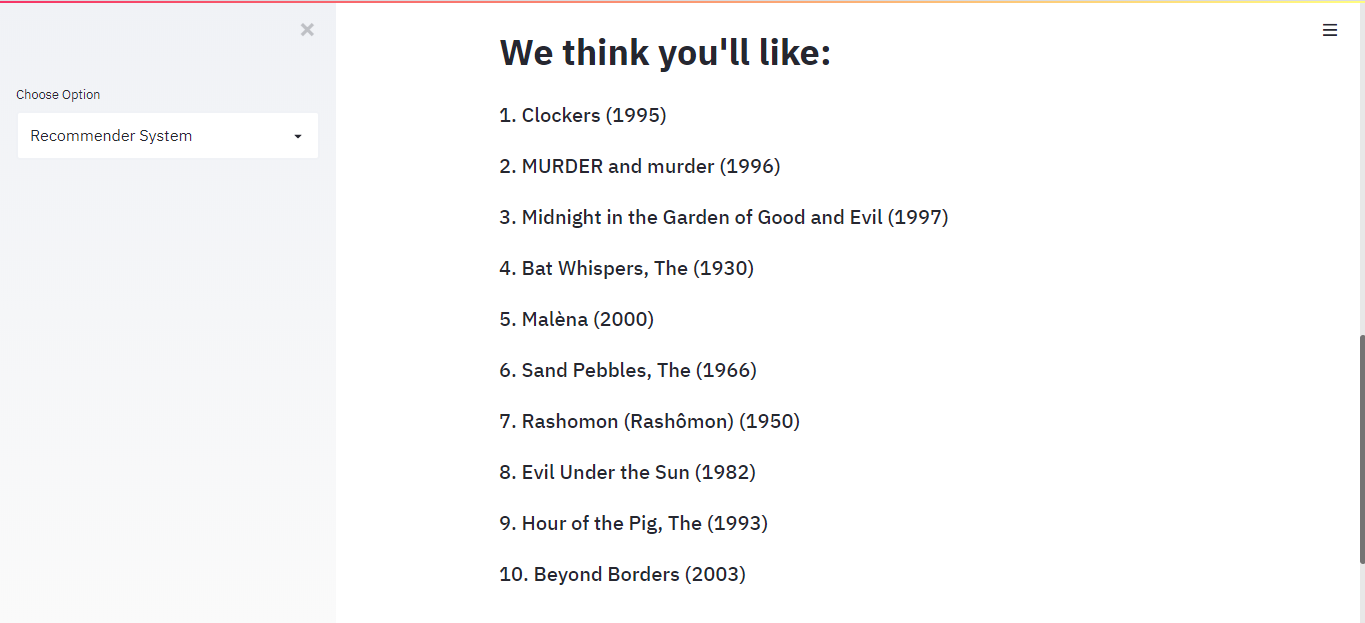 Choose Option
Recommender System
We think you'll like:
1. Clockers (1995)
2. MURDER and murder (1996)
3. Midnight in the Garden of Good and Evil (1997)
4. Bat Whispers, The (1930)
5. Malèna (2000)
6. Sand Pebbles, The (1966)
7. Rashomon (Rashômon) (1950)
8. Evil Under the Sun (1982)
9. Hour of the Pig, The (1993)
10. Beyond Borders (2003)